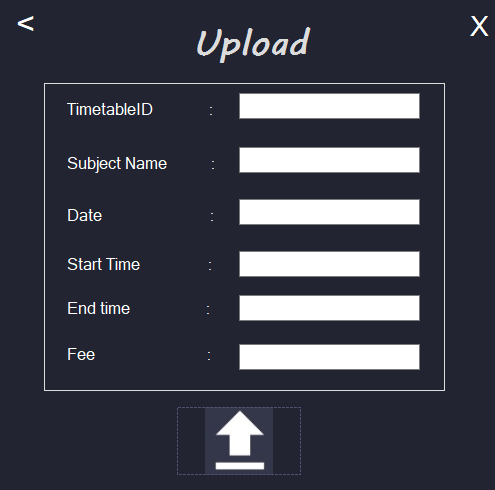 < X
Upload
TimetableID :
Subject Name :
Date :
Start Time :
End time :
Fee :